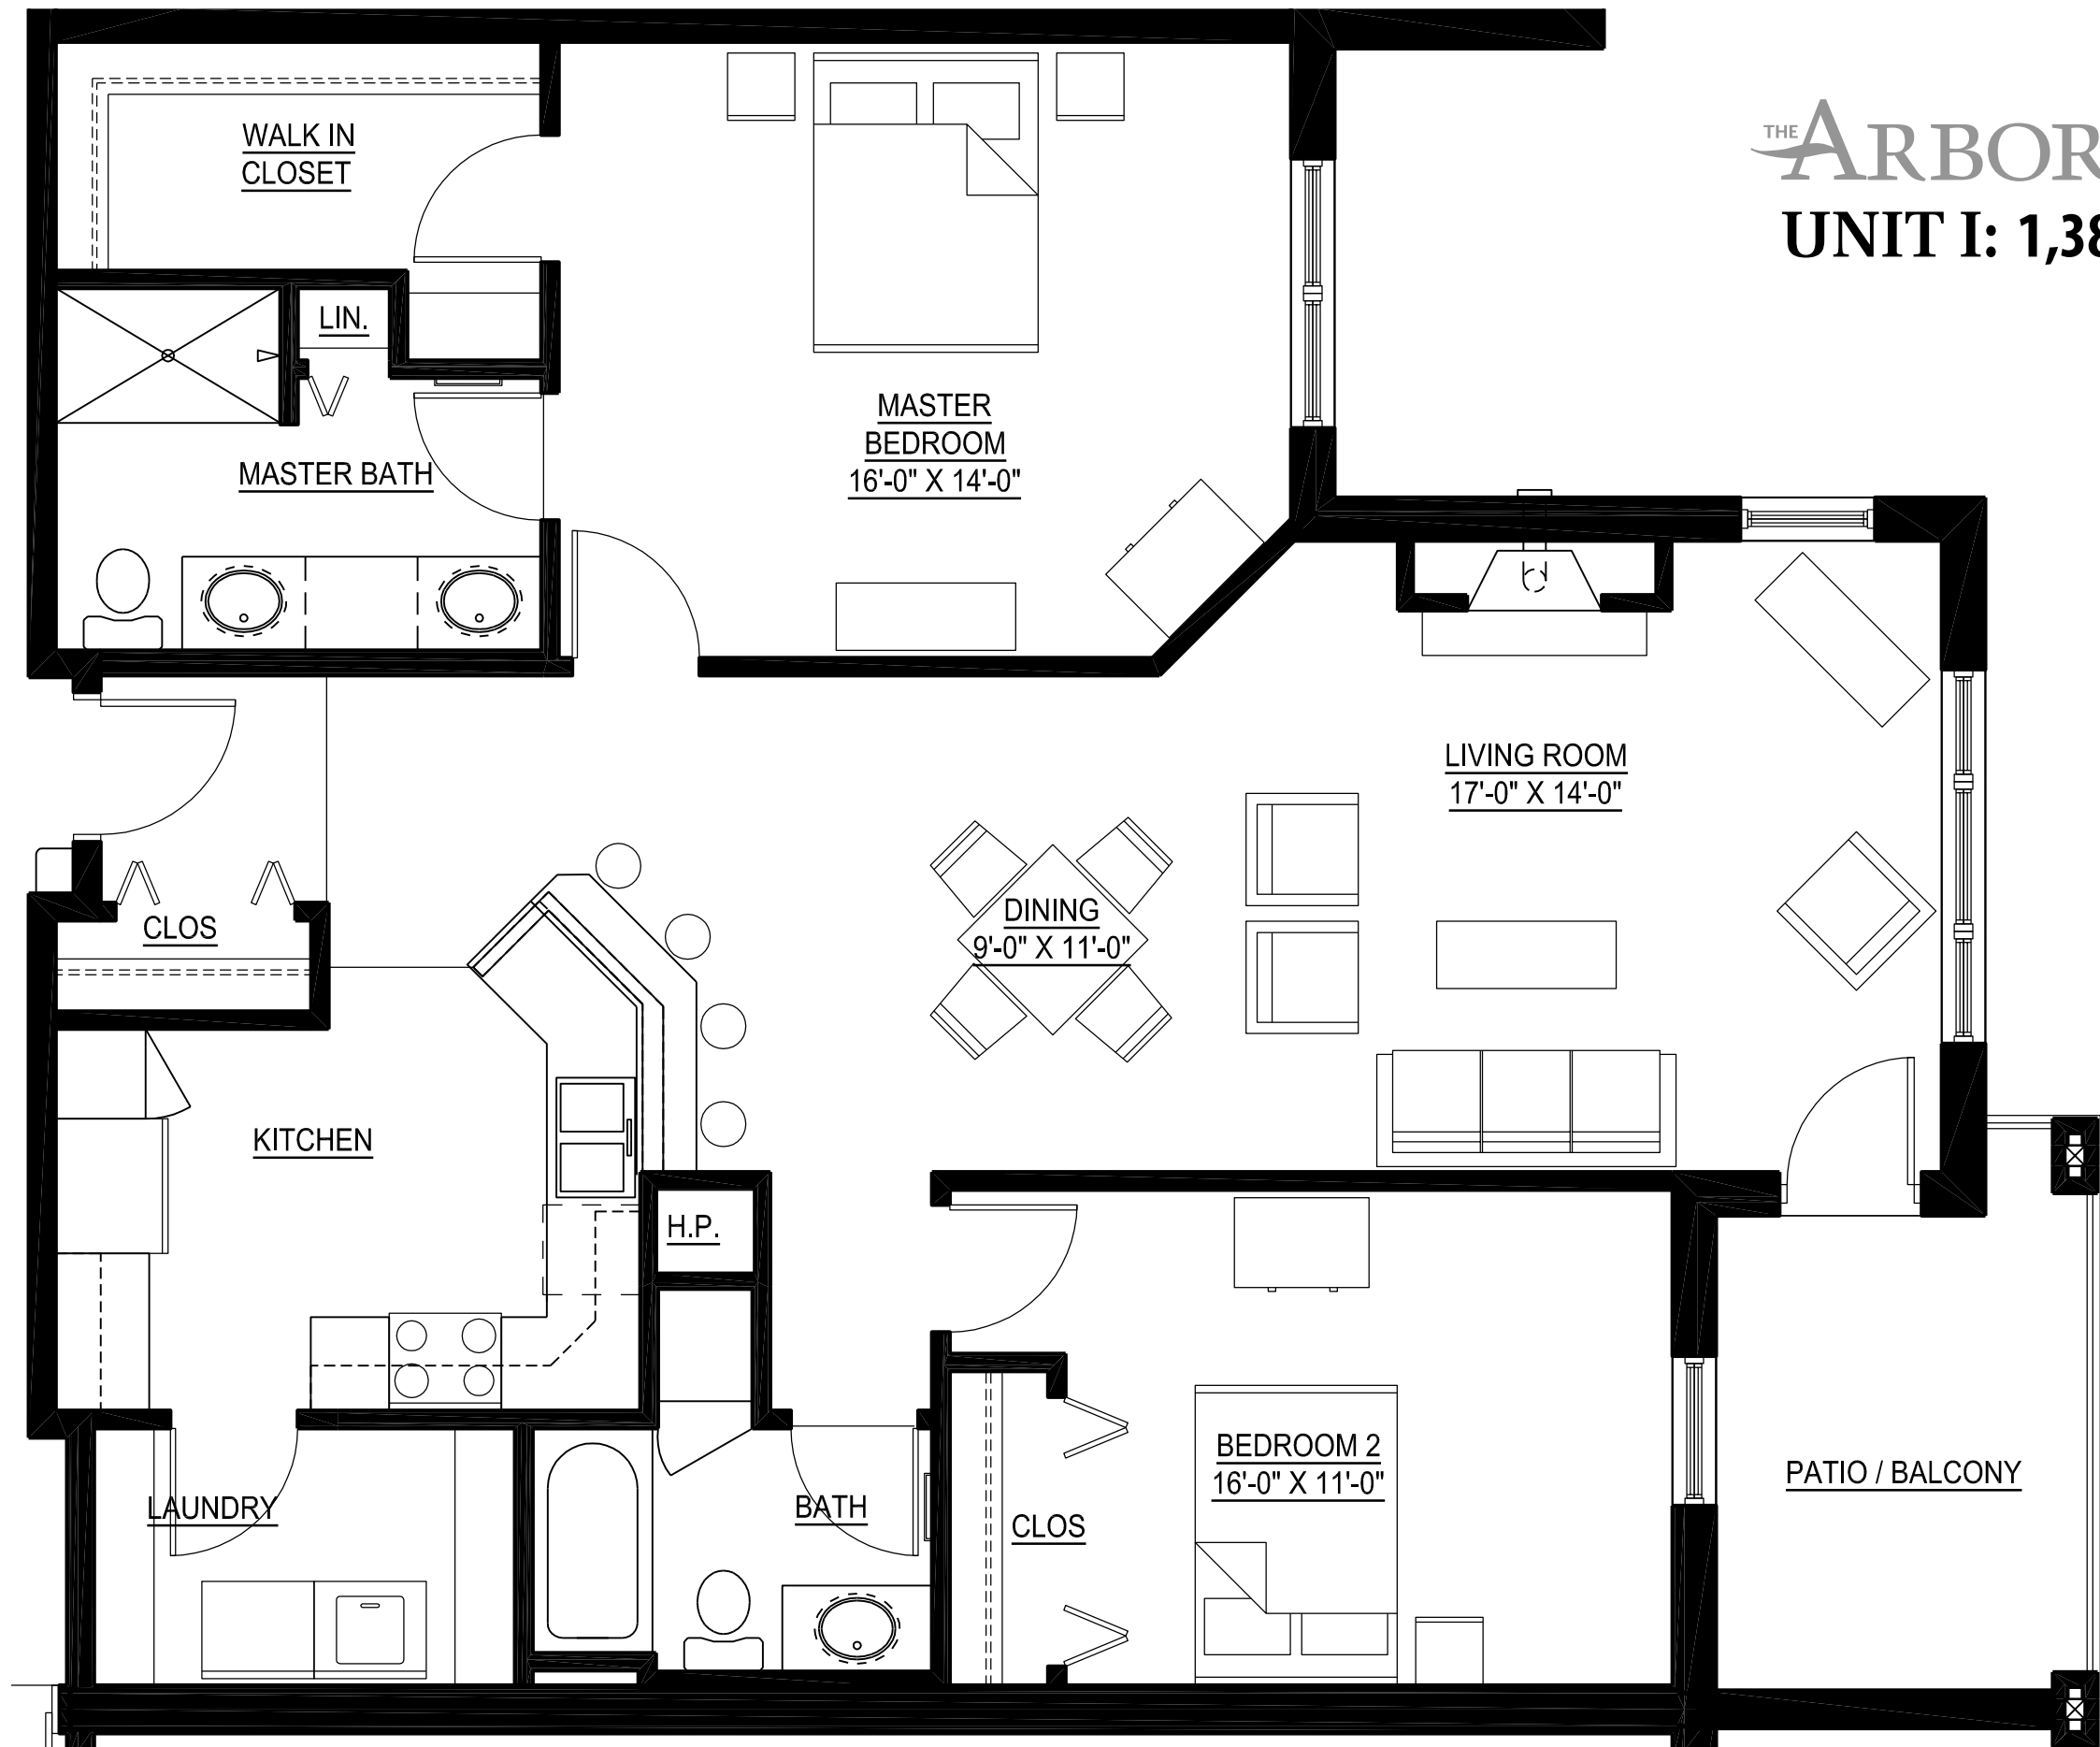 THE ARBOR
UNIT I: 1,38
WALK IN
CLOSET
LIN.
MASTER BATH
MASTER
BEDROOM
16'-0" X 14'-0"
LIVING ROOM
17'-0" X 14'-0"
CLOS
DINING
9'-0" X 11'-0"
KITCHEN
H.P.
LAUNDRY
BATH
CLOS
BEDROOM 2
16'-0" X 11'-0"
PATIO / BALCONY